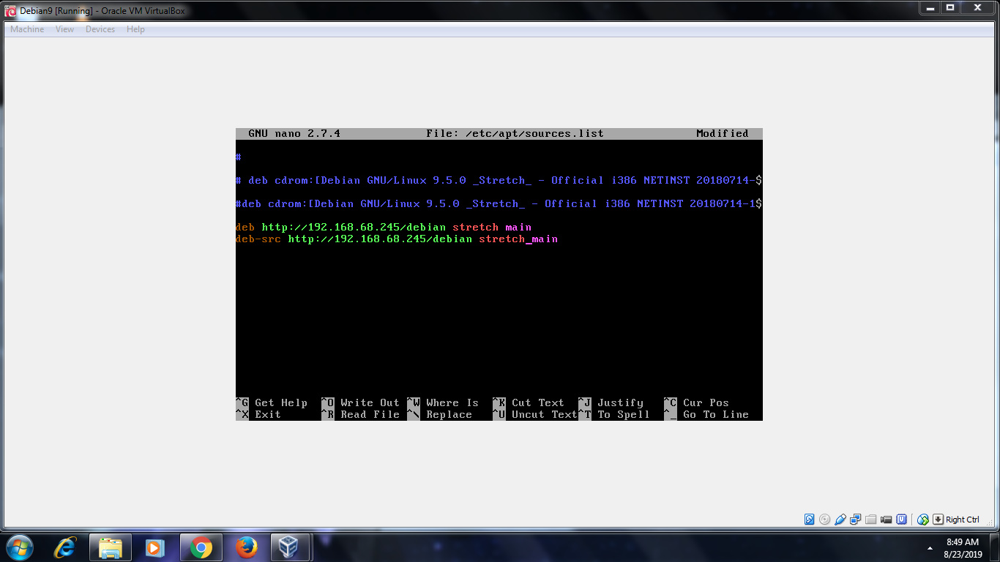 Debian9 [Running] - Oracle VM VirtualBox
Machine View Devices Help
GNU nano 2.7.4 File: /etc/apt/sources.list Modified
#
# deb cdrom:[Debian GNU/Linux 9.5.0 _Stretch_ - Official i386 NETINST 20180714-$
#deb cdrom:[Debian GNU/Linux 9.5.0 _Stretch_ - Official i386 NETINST 20180714-1$
deb http://192.168.68.245/debian stretch main
deb-src http://192.168.68.245/debian stretch_main
^G Get Help ^O Write Out ^W Where Is ^K Cut Text ^J Justify ^C Cur Pos
^X Exit ^R Read File ^\ Replace ^U Uncut Text ^T To Spell ^_ Go To Line
Right Ctrl
8:49 AM
8/23/2019